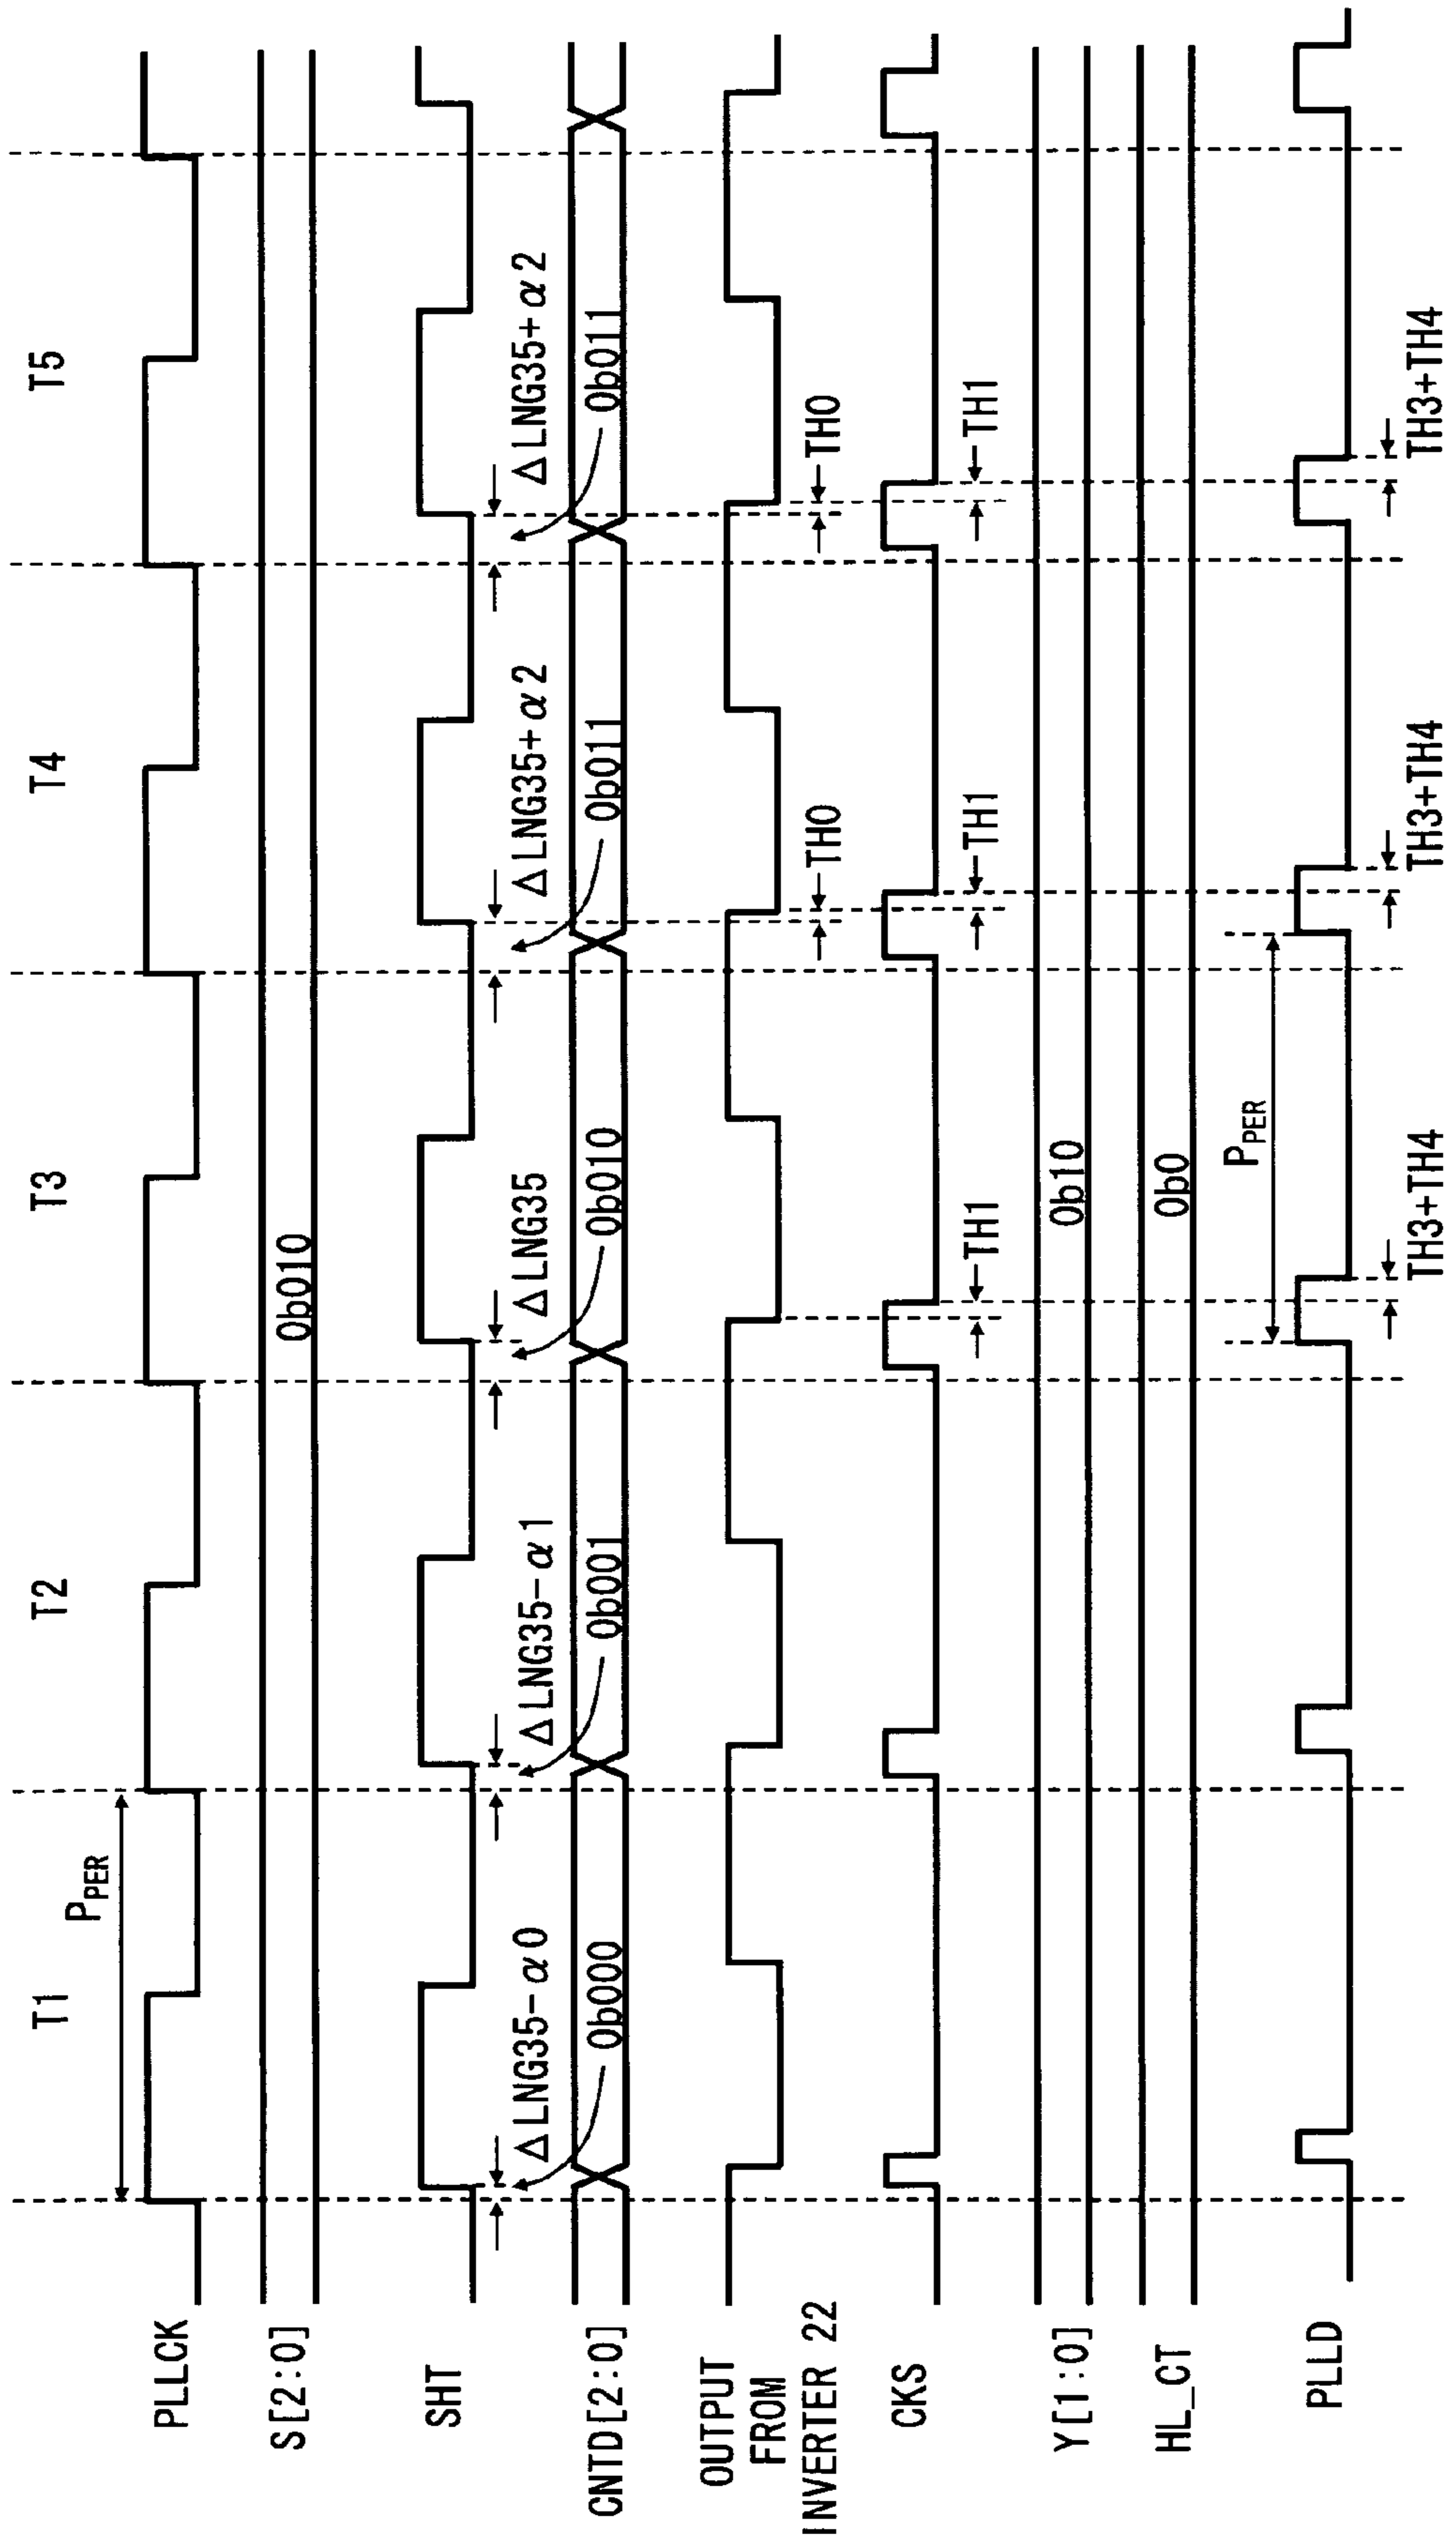 T1 T2 T3 T4 T5
PLLCK
PPER
S[2:0]
0b010
SHT
ΔLNG35-α0 ΔLNG35-α1 ΔLNG35 ΔLNG35+α2 ΔLNG35+α2
CNTD[2:0]
0b000 0b001 0b010 0b011 0b011
OUTPUT
FROM
INVERTER 22
TH0 TH0
CKS
TH1 TH1 TH1
Y[1:0]
0b10
HL_CT
0b0
PPER
PLLD
TH3+TH4 TH3+TH4 TH3+TH4